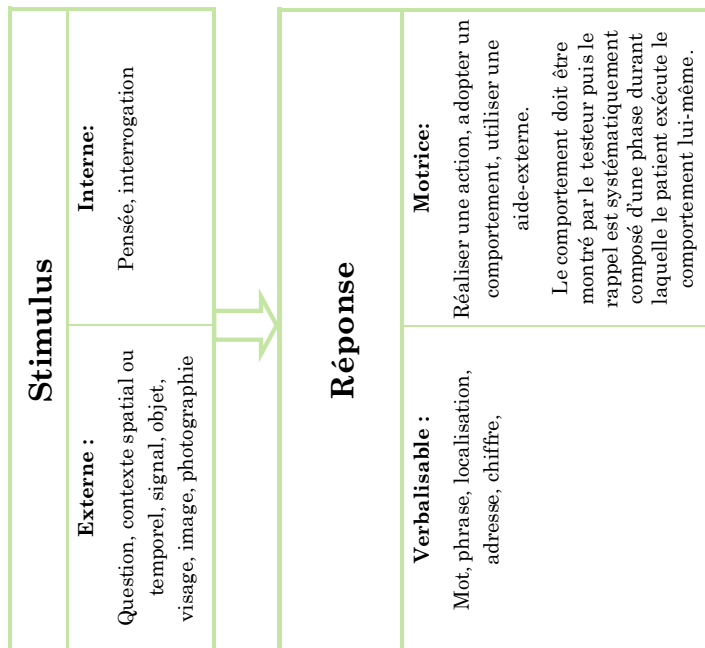 Stimulus
Externe :
Question, contexte spatial ou
temporel, signal, objet,
visage, image, photographie
Interne:
Pensée, interrogation
Réponse
Verbalisable :
Mot, phrase, localisation,
adresse, chiffre,
Motrice:
Réaliser une action, adopter un
comportement, utiliser une
aide-externe.
Le comportement doit être
montré par le testeur puis le
rappel est systématiquement
composé d'une phase durant
laquelle le patient exécute le
comportement lui-même.